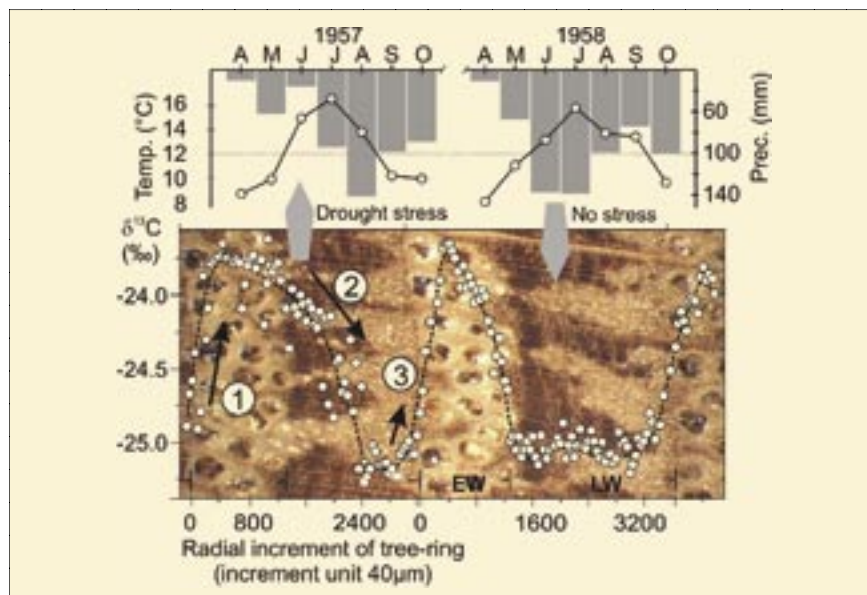 1957
1958
A M J J A S O
A M J J A S O
Temp. (°C)
16
14
12
10
8
60
100
140
Prec. (mm)
Drought stress
No stress
δ¹³C
(‰)
-24.0
-24.5
-25.0
1
2
3
EW
LW
0 800 2400 0 1600 3200
Radial increment of tree-ring
(increment unit 40µm)